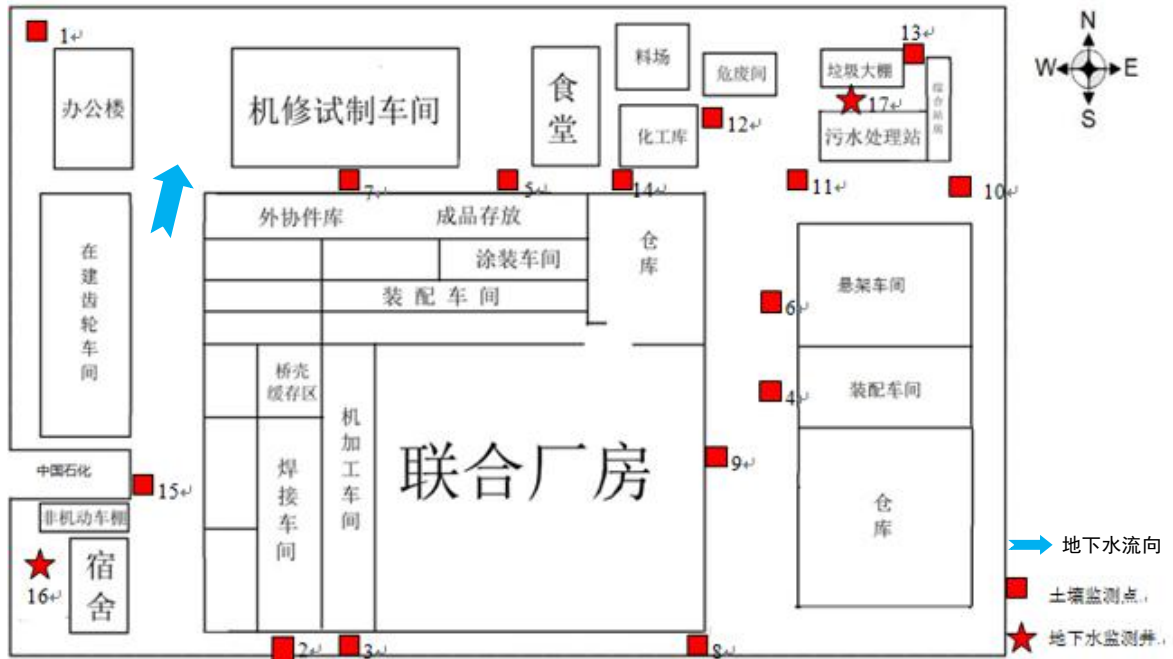 1
办公楼
机修试制车间
食堂
料场
危废间
化工库
12
垃圾大棚
13
17
污水处理站
综合站房
N
W
E
S
7
5
14
11
10
外协件库
成品存放
仓库
涂装车间
装配车间
在建齿轮车间
6
悬架车间
4
装配车间
桥壳
缓存区
机加工车间
焊接车间
联合厂房
9
仓库
中国石化
15
非机动车棚
宿舍
16
2
3
8
地下水流向
土壤监测点
地下水监测井